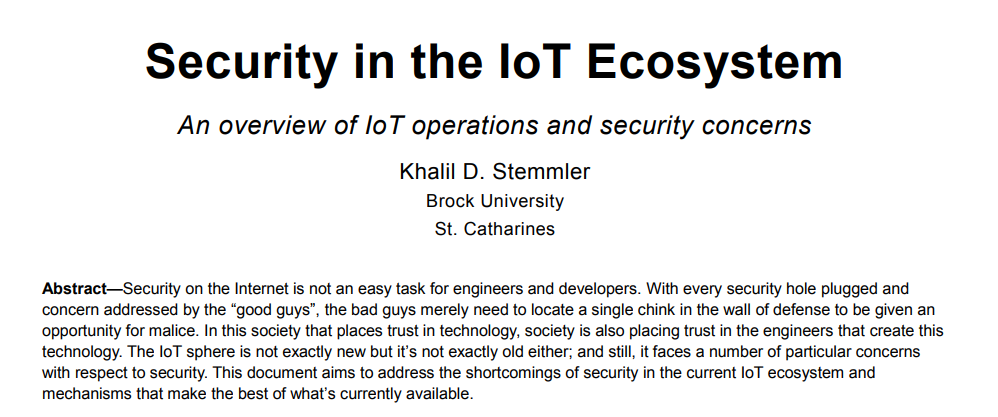 Security in the IoT Ecosystem
An overview of IoT operations and security concerns
Khalil D. Stemmler
Brock University
St. Catharines
Abstract—Security on the Internet is not an easy task for engineers and developers. With every security hole plugged and
concern addressed by the “good guys”, the bad guys merely need to locate a single chink in the wall of defense to be given an
opportunity for malice. In this society that places trust in technology, society is also placing trust in the engineers that create this
technology. The IoT sphere is not exactly new but it’s not exactly old either; and still, it faces a number of particular concerns
with respect to security. This document aims to address the shortcomings of security in the current IoT ecosystem and
mechanisms that make the best of what’s currently available.